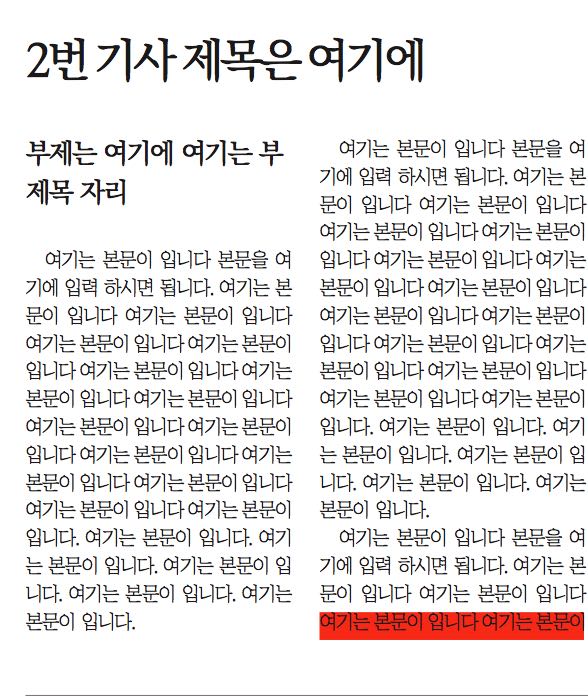 2번 기사 제목은 여기에
부제는 여기에 여기는 부
제목 자리
여기는 본문이 입니다 본문을 여
기에 입력 하시면 됩니다. 여기는 본
문이 입니다 여기는 본문이 입니다
여기는 본문이 입니다 여기는 본문이
입니다 여기는 본문이 입니다 여기는
본문이 입니다 여기는 본문이 입니다
여기는 본문이 입니다 여기는 본문이
입니다 여기는 본문이 입니다 여기는
본문이 입니다 여기는 본문이 입니다
여기는 본문이 입니다 여기는 본문이
입니다. 여기는 본문이 입니다. 여기
는 본문이 입니다. 여기는 본문이 입
니다. 여기는 본문이 입니다. 여기는
본문이 입니다.
여기는 본문이 입니다 본문을 여
기에 입력 하시면 됩니다. 여기는 본
문이 입니다 여기는 본문이 입니다
여기는 본문이 입니다 여기는 본문이
입니다 여기는 본문이 입니다 여기는
본문이 입니다 여기는 본문이 입니다
여기는 본문이 입니다 여기는 본문이
입니다 여기는 본문이 입니다 여기는
본문이 입니다 여기는 본문이 입니다
여기는 본문이 입니다 여기는 본문이
입니다. 여기는 본문이 입니다. 여기
는 본문이 입니다. 여기는 본문이 입
니다. 여기는 본문이 입니다. 여기는
본문이 입니다.
여기는 본문이 입니다 본문을 여
기에 입력 하시면 됩니다. 여기는 본
문이 입니다 여기는 본문이 입니다
여기는 본문이 입니다 여기는 본문이